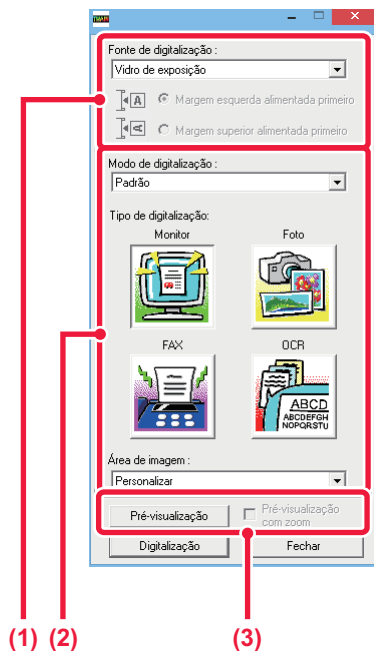 TWAIN
Fonte de digitalização :
Vidro de exposição
A
Margem esquerda alimentada primeiro
A
Margem superior alimentada primeiro
Modo de digitalização :
Padrão
Tipo de digitalização:
Monitor Foto
FAX OCR
ABCD
ABCDEFGH
NOPQRSTU
Área de imagem :
Personalizar
Pré-visualização
Pré-visualização
com zoom
Digitalização Fechar
(1) (2) (3)